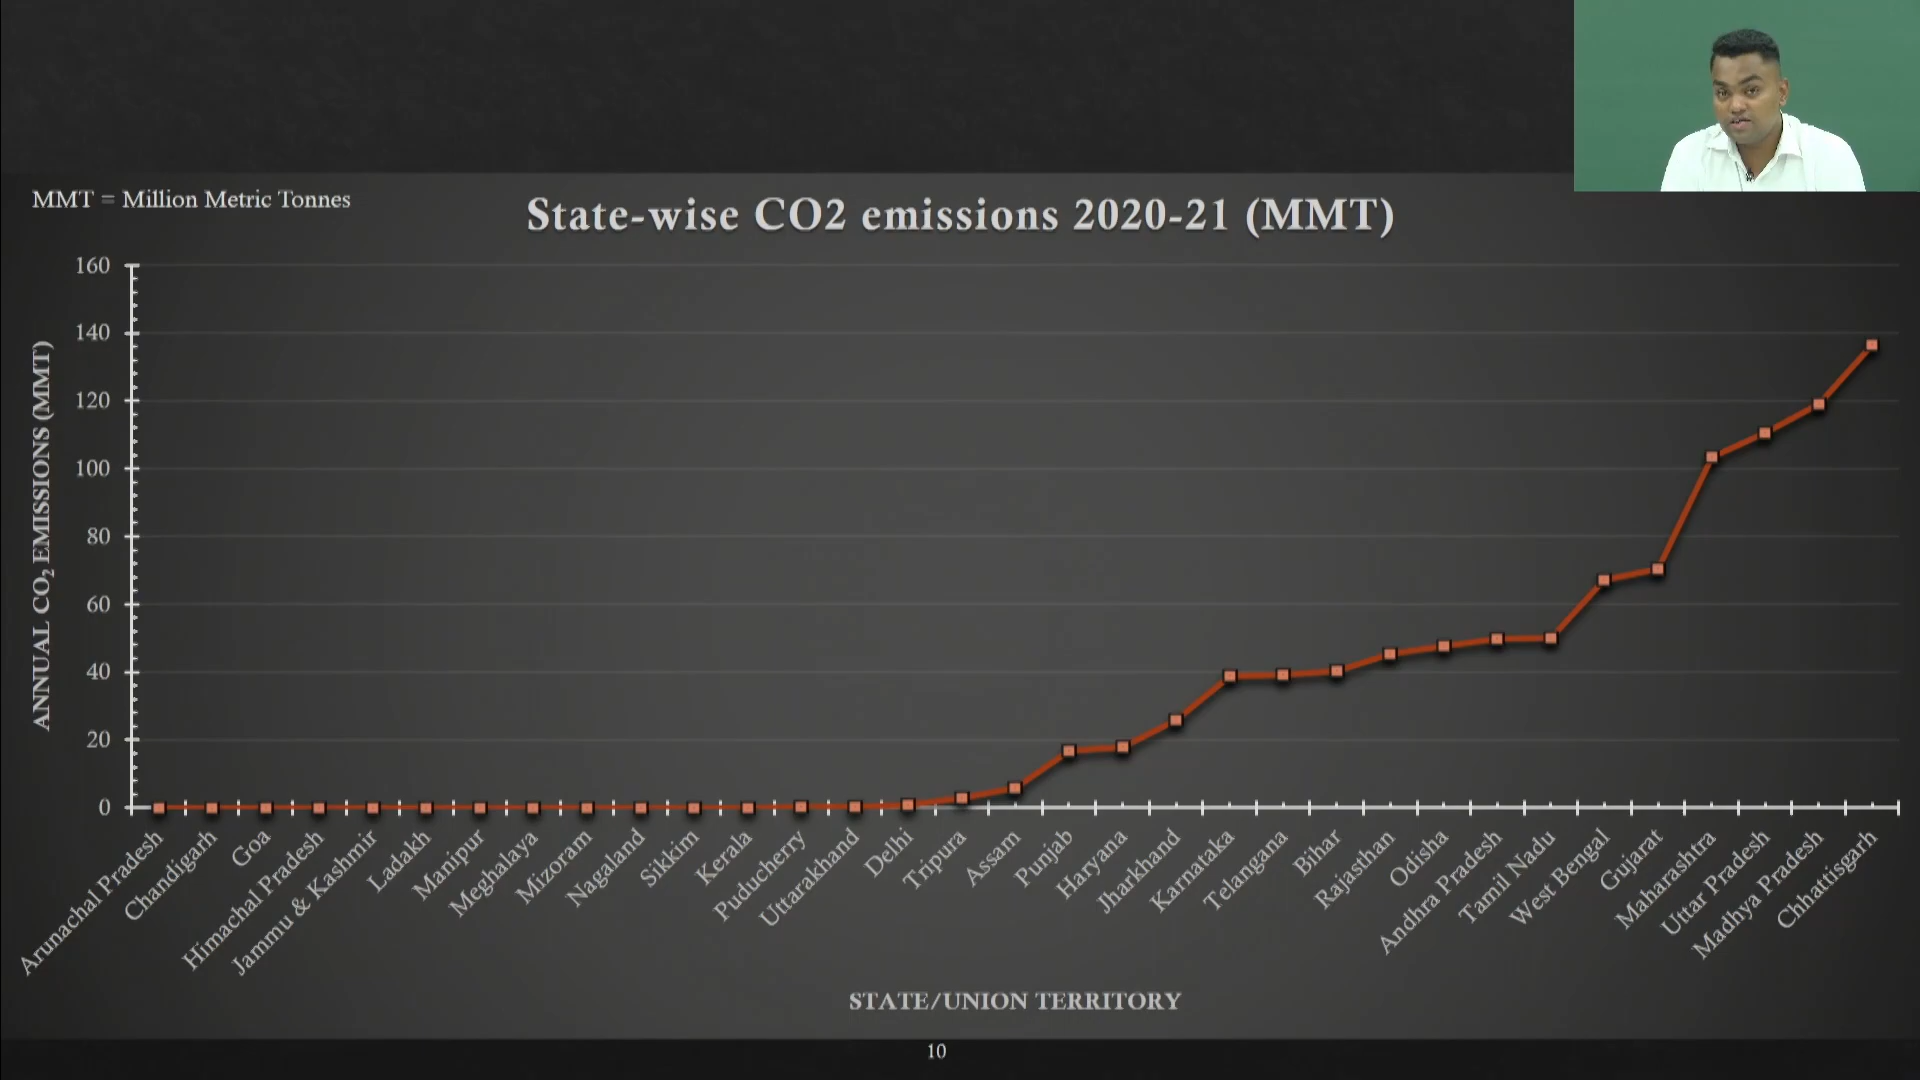 MMT = Million Metric Tonnes
State-wise CO2 emissions 2020-21 (MMT)
ANNUAL CO₂ EMISSIONS (MMT)
160
140
120
100
80
60
40
20
0
Arunachal Pradesh
Chandigarh
Goa
Himachal Pradesh
Jammu & Kashmir
Ladakh
Manipur
Meghalaya
Mizoram
Nagaland
Sikkim
Kerala
Puducherry
Uttarakhand
Delhi
Tripura
Assam
Punjab
Haryana
Jharkhand
Karnataka
Telangana
Bihar
Rajasthan
Odisha
Andhra Pradesh
Tamil Nadu
West Bengal
Gujarat
Maharashtra
Uttar Pradesh
Madhya Pradesh
Chhattisgarh
STATE/UNION TERRITORY
10